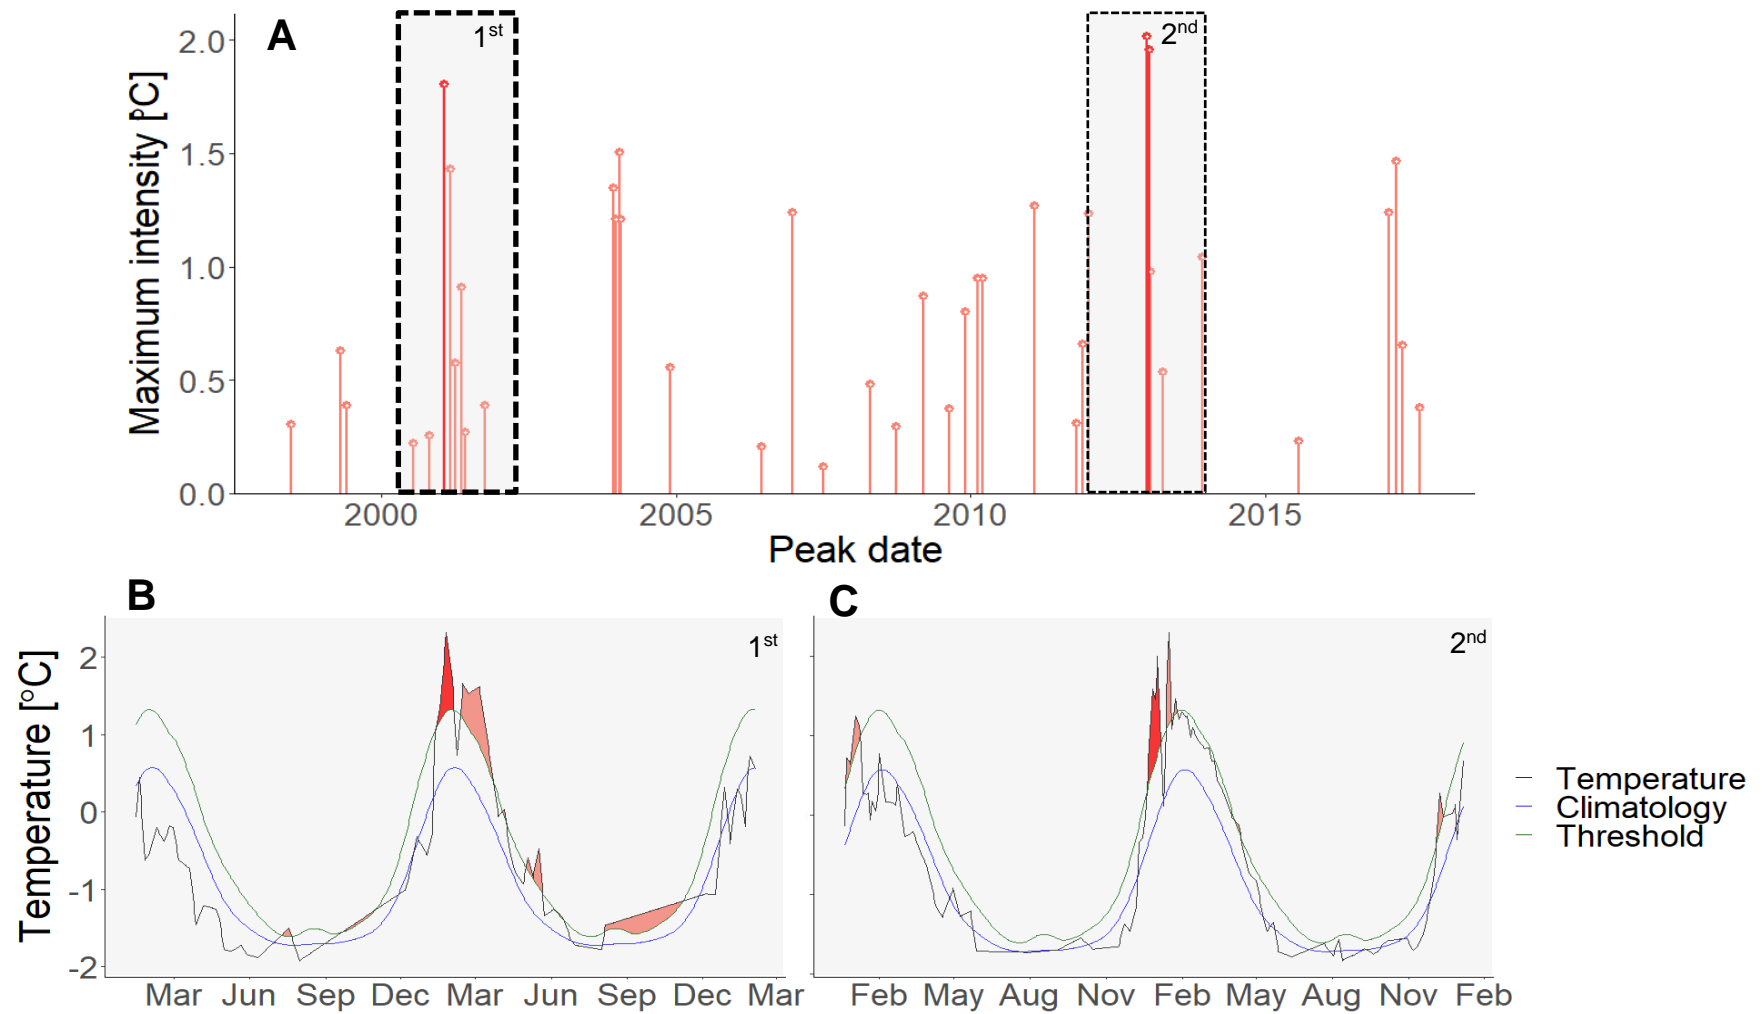 A
1st
2nd
2.0
1.5
1.0
0.5
0.0
Maximum intensity [°C]
2000 2005 2010 2015
Peak date
B
1st
2
1
0
-1
-2
Temperature [°C]
Mar Jun Sep Dec Mar Jun Sep Dec Mar
C
2nd
Feb May Aug Nov Feb May Aug Nov Feb
Temperature
Climatology
Threshold